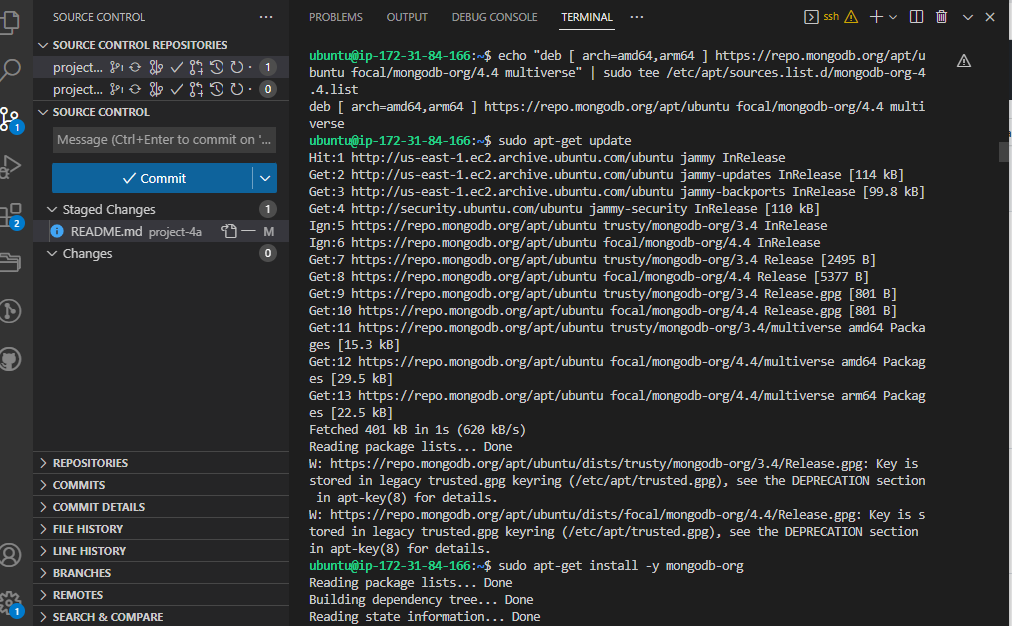 SOURCE CONTROL
SOURCE CONTROL REPOSITORIES
project... 1
project... 0
SOURCE CONTROL
Message (Ctrl+Enter to commit on '...
Commit
Staged Changes 1
README.md project-4a M
Changes 0
REPOSITORIES
COMMITS
COMMIT DETAILS
FILE HISTORY
LINE HISTORY
BRANCHES
REMOTES
SEARCH & COMPARE
1
2
1
PROBLEMS OUTPUT DEBUG CONSOLE TERMINAL ssh
ubuntu@ip-172-31-84-166:~$ echo "deb [ arch=amd64,arm64 ] https://repo.mongodb.org/apt/u
buntu focal/mongodb-org/4.4 multiverse" | sudo tee /etc/apt/sources.list.d/mongodb-org-4
.4.list
deb [ arch=amd64,arm64 ] https://repo.mongodb.org/apt/ubuntu focal/mongodb-org/4.4 multi
verse
ubuntu@ip-172-31-84-166:~$ sudo apt-get update
Hit:1 http://us-east-1.ec2.archive.ubuntu.com/ubuntu jammy InRelease
Get:2 http://us-east-1.ec2.archive.ubuntu.com/ubuntu jammy-updates InRelease [114 kB]
Get:3 http://us-east-1.ec2.archive.ubuntu.com/ubuntu jammy-backports InRelease [99.8 kB]
Get:4 http://security.ubuntu.com/ubuntu jammy-security InRelease [110 kB]
Ign:5 https://repo.mongodb.org/apt/ubuntu trusty/mongodb-org/3.4 InRelease
Ign:6 https://repo.mongodb.org/apt/ubuntu focal/mongodb-org/4.4 InRelease
Get:7 https://repo.mongodb.org/apt/ubuntu trusty/mongodb-org/3.4 Release [2495 B]
Get:8 https://repo.mongodb.org/apt/ubuntu focal/mongodb-org/4.4 Release [5377 B]
Get:9 https://repo.mongodb.org/apt/ubuntu trusty/mongodb-org/3.4 Release.gpg [801 B]
Get:10 https://repo.mongodb.org/apt/ubuntu focal/mongodb-org/4.4 Release.gpg [801 B]
Get:11 https://repo.mongodb.org/apt/ubuntu trusty/mongodb-org/3.4/multiverse amd64 Packa
ges [15.3 kB]
Get:12 https://repo.mongodb.org/apt/ubuntu focal/mongodb-org/4.4/multiverse amd64 Packag
es [29.5 kB]
Get:13 https://repo.mongodb.org/apt/ubuntu focal/mongodb-org/4.4/multiverse arm64 Packag
es [22.5 kB]
Fetched 401 kB in 1s (620 kB/s)
Reading package lists... Done
W: https://repo.mongodb.org/apt/ubuntu/dists/trusty/mongodb-org/3.4/Release.gpg: Key is
stored in legacy trusted.gpg keyring (/etc/apt/trusted.gpg), see the DEPRECATION section
in apt-key(8) for details.
W: https://repo.mongodb.org/apt/ubuntu/dists/focal/mongodb-org/4.4/Release.gpg: Key is s
tored in legacy trusted.gpg keyring (/etc/apt/trusted.gpg), see the DEPRECATION section
in apt-key(8) for details.
ubuntu@ip-172-31-84-166:~$ sudo apt-get install -y mongodb-org
Reading package lists... Done
Building dependency tree... Done
Reading state information... Done